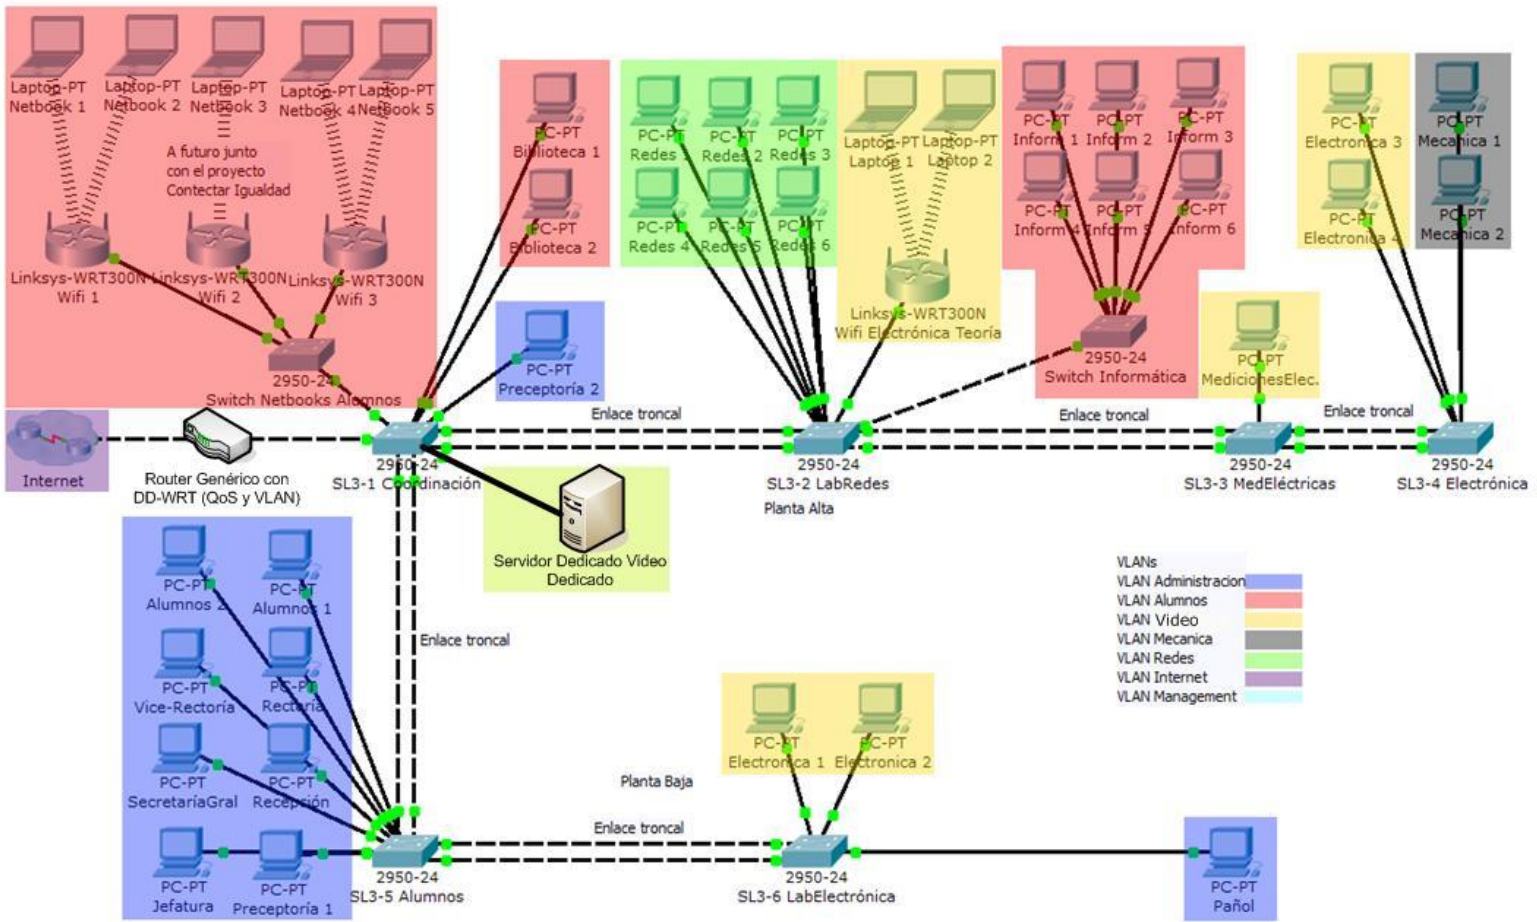 Laptop-PT
Netbook 1
Laptop-PT
Netbook 2
Laptop-PT
Netbook 3
Laptop-PT
Netbook 4
Laptop-PT
Netbook 5
A futuro junto
con el proyecto
Contectar Igualdad
Linksys-WRT300N
Wifi 1
Linksys-WRT300N
Wifi 2
Linksys-WRT300N
Wifi 3
2950-24
Switch Netbooks Alumnos
PC-PT
Biblioteca 1
PC-PT
Biblioteca 2
PC-PT
Preceptoría 2
PC-PT
Redes 1
PC-PT
Redes 2
PC-PT
Redes 3
PC-PT
Redes 4
PC-PT
Redes 5
PC-PT
Redes 6
Laptop-PT
Laptop 1
Laptop-PT
Laptop 2
Linksys-WRT300N
Wifi Electrónica Teoría
PC-PT
Inform 1
PC-PT
Inform 2
PC-PT
Inform 3
PC-PT
Inform 4
PC-PT
Inform 5
PC-PT
Inform 6
2950-24
Switch Informática
PC-PT
MedicionesElec.
PC-PT
Electronica 3
PC-PT
Electronica 4
PC-PT
Mecanica 1
PC-PT
Mecanica 2
Internet
Router Genérico con
DD-WRT (QoS y VLAN)
2950-24
SL3-1 Coordinación
Enlace troncal
2950-24
SL3-2 LabRedes
Planta Alta
Enlace troncal
2950-24
SL3-3 MedEléctricas
Enlace troncal
2950-24
SL3-4 Electrónica
Servidor Dedicado Video
Dedicado
Enlace troncal
PC-PT
Alumnos 2
PC-PT
Alumnos 1
PC-PT
Vice-Rectoría
PC-PT
Rectoría
PC-PT
SecretaríaGral
PC-PT
Recepción
PC-PT
Jefatura
PC-PT
Preceptoría 1
2950-24
SL3-5 Alumnos
Planta Baja
Enlace troncal
PC-PT
Electronica 1
PC-PT
Electronica 2
2950-24
SL3-6 LabElectrónica
PC-PT
Pañol
VLANs
VLAN Administracion
VLAN Alumnos
VLAN Video
VLAN Mecanica
VLAN Redes
VLAN Internet
VLAN Management